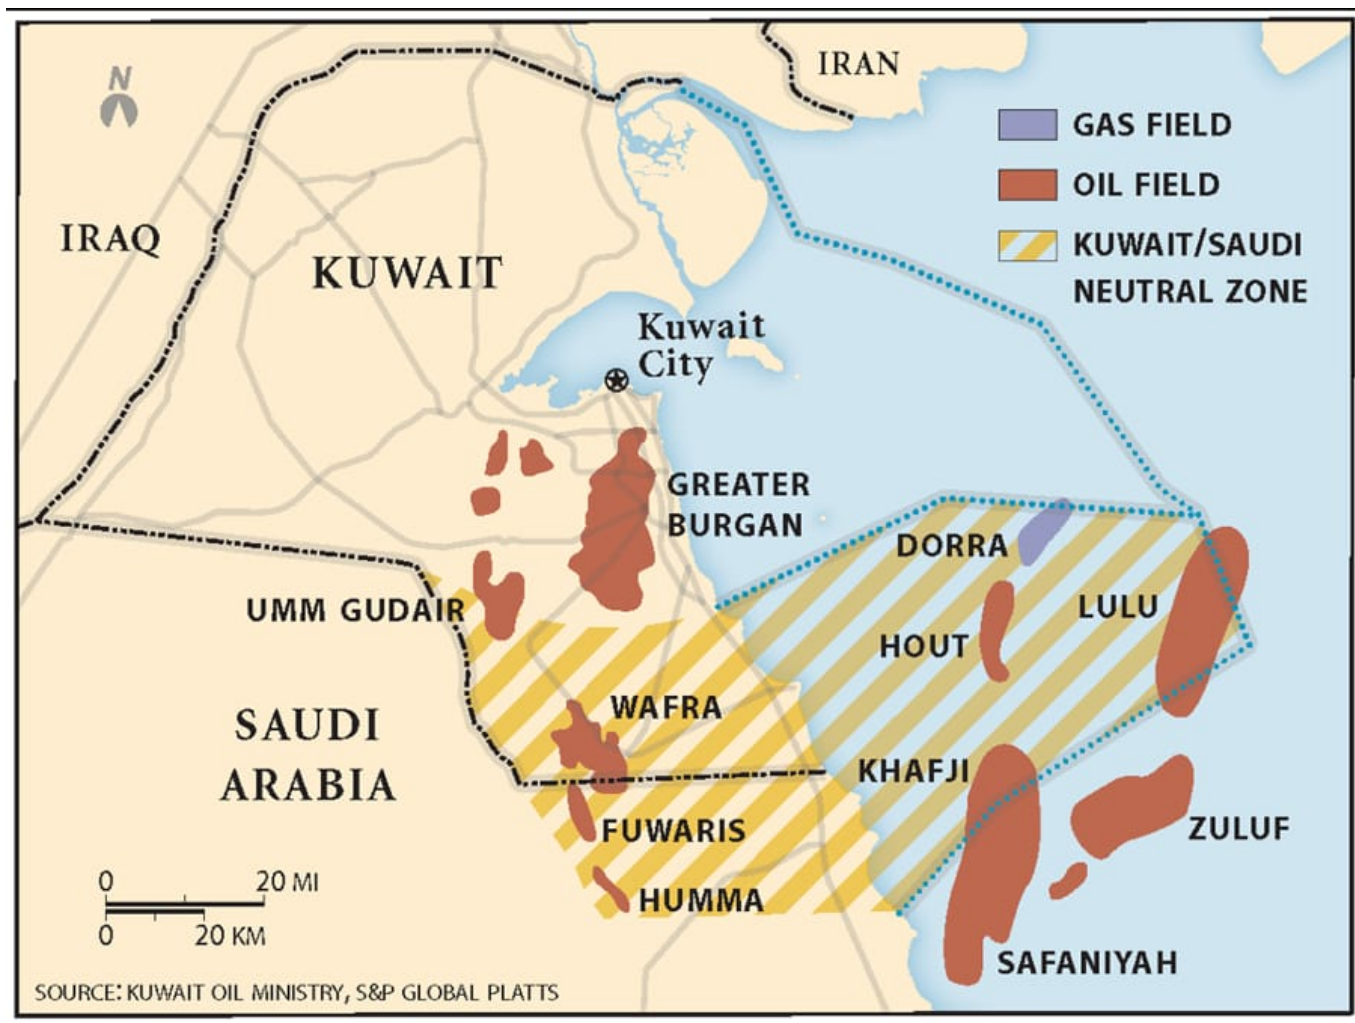 N
IRAN
GAS FIELD
OIL FIELD
KUWAIT/SAUDI
NEUTRAL ZONE
IRAQ
KUWAIT
Kuwait
City
GREATER
BURGAN
DORRA
UMM GUDAIR
LULU
HOUT
WAFRA
SAUDI
ARABIA
KHAFJI
FUWARIS
ZULUF
HUMMA
0 20 MI
0 20 KM
SAFANIYAH
SOURCE: KUWAIT OIL MINISTRY, S&P GLOBAL PLATTS